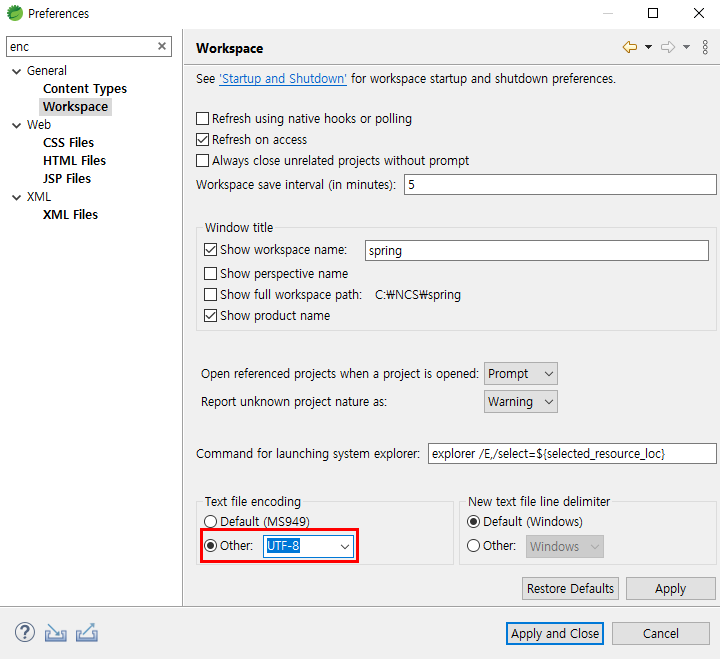 Preferences
enc
Workspace
General
Content Types
Workspace
Web
CSS Files
HTML Files
JSP Files
XML
XML Files
See 'Startup and Shutdown' for workspace startup and shutdown preferences.
Refresh using native hooks or polling
Refresh on access
Always close unrelated projects without prompt
Workspace save interval (in minutes): 5
Window title
Show workspace name: spring
Show perspective name
Show full workspace path: C:₩NCS₩spring
Show product name
Open referenced projects when a project is opened: Prompt
Report unknown project nature as: Warning
Command for launching system explorer: explorer /E,/select=${selected_resource_loc}
Text file encoding
Default (MS949)
Other: UTF-8
New text file line delimiter
Default (Windows)
Other: Windows
Restore Defaults Apply
? Apply and Close Cancel